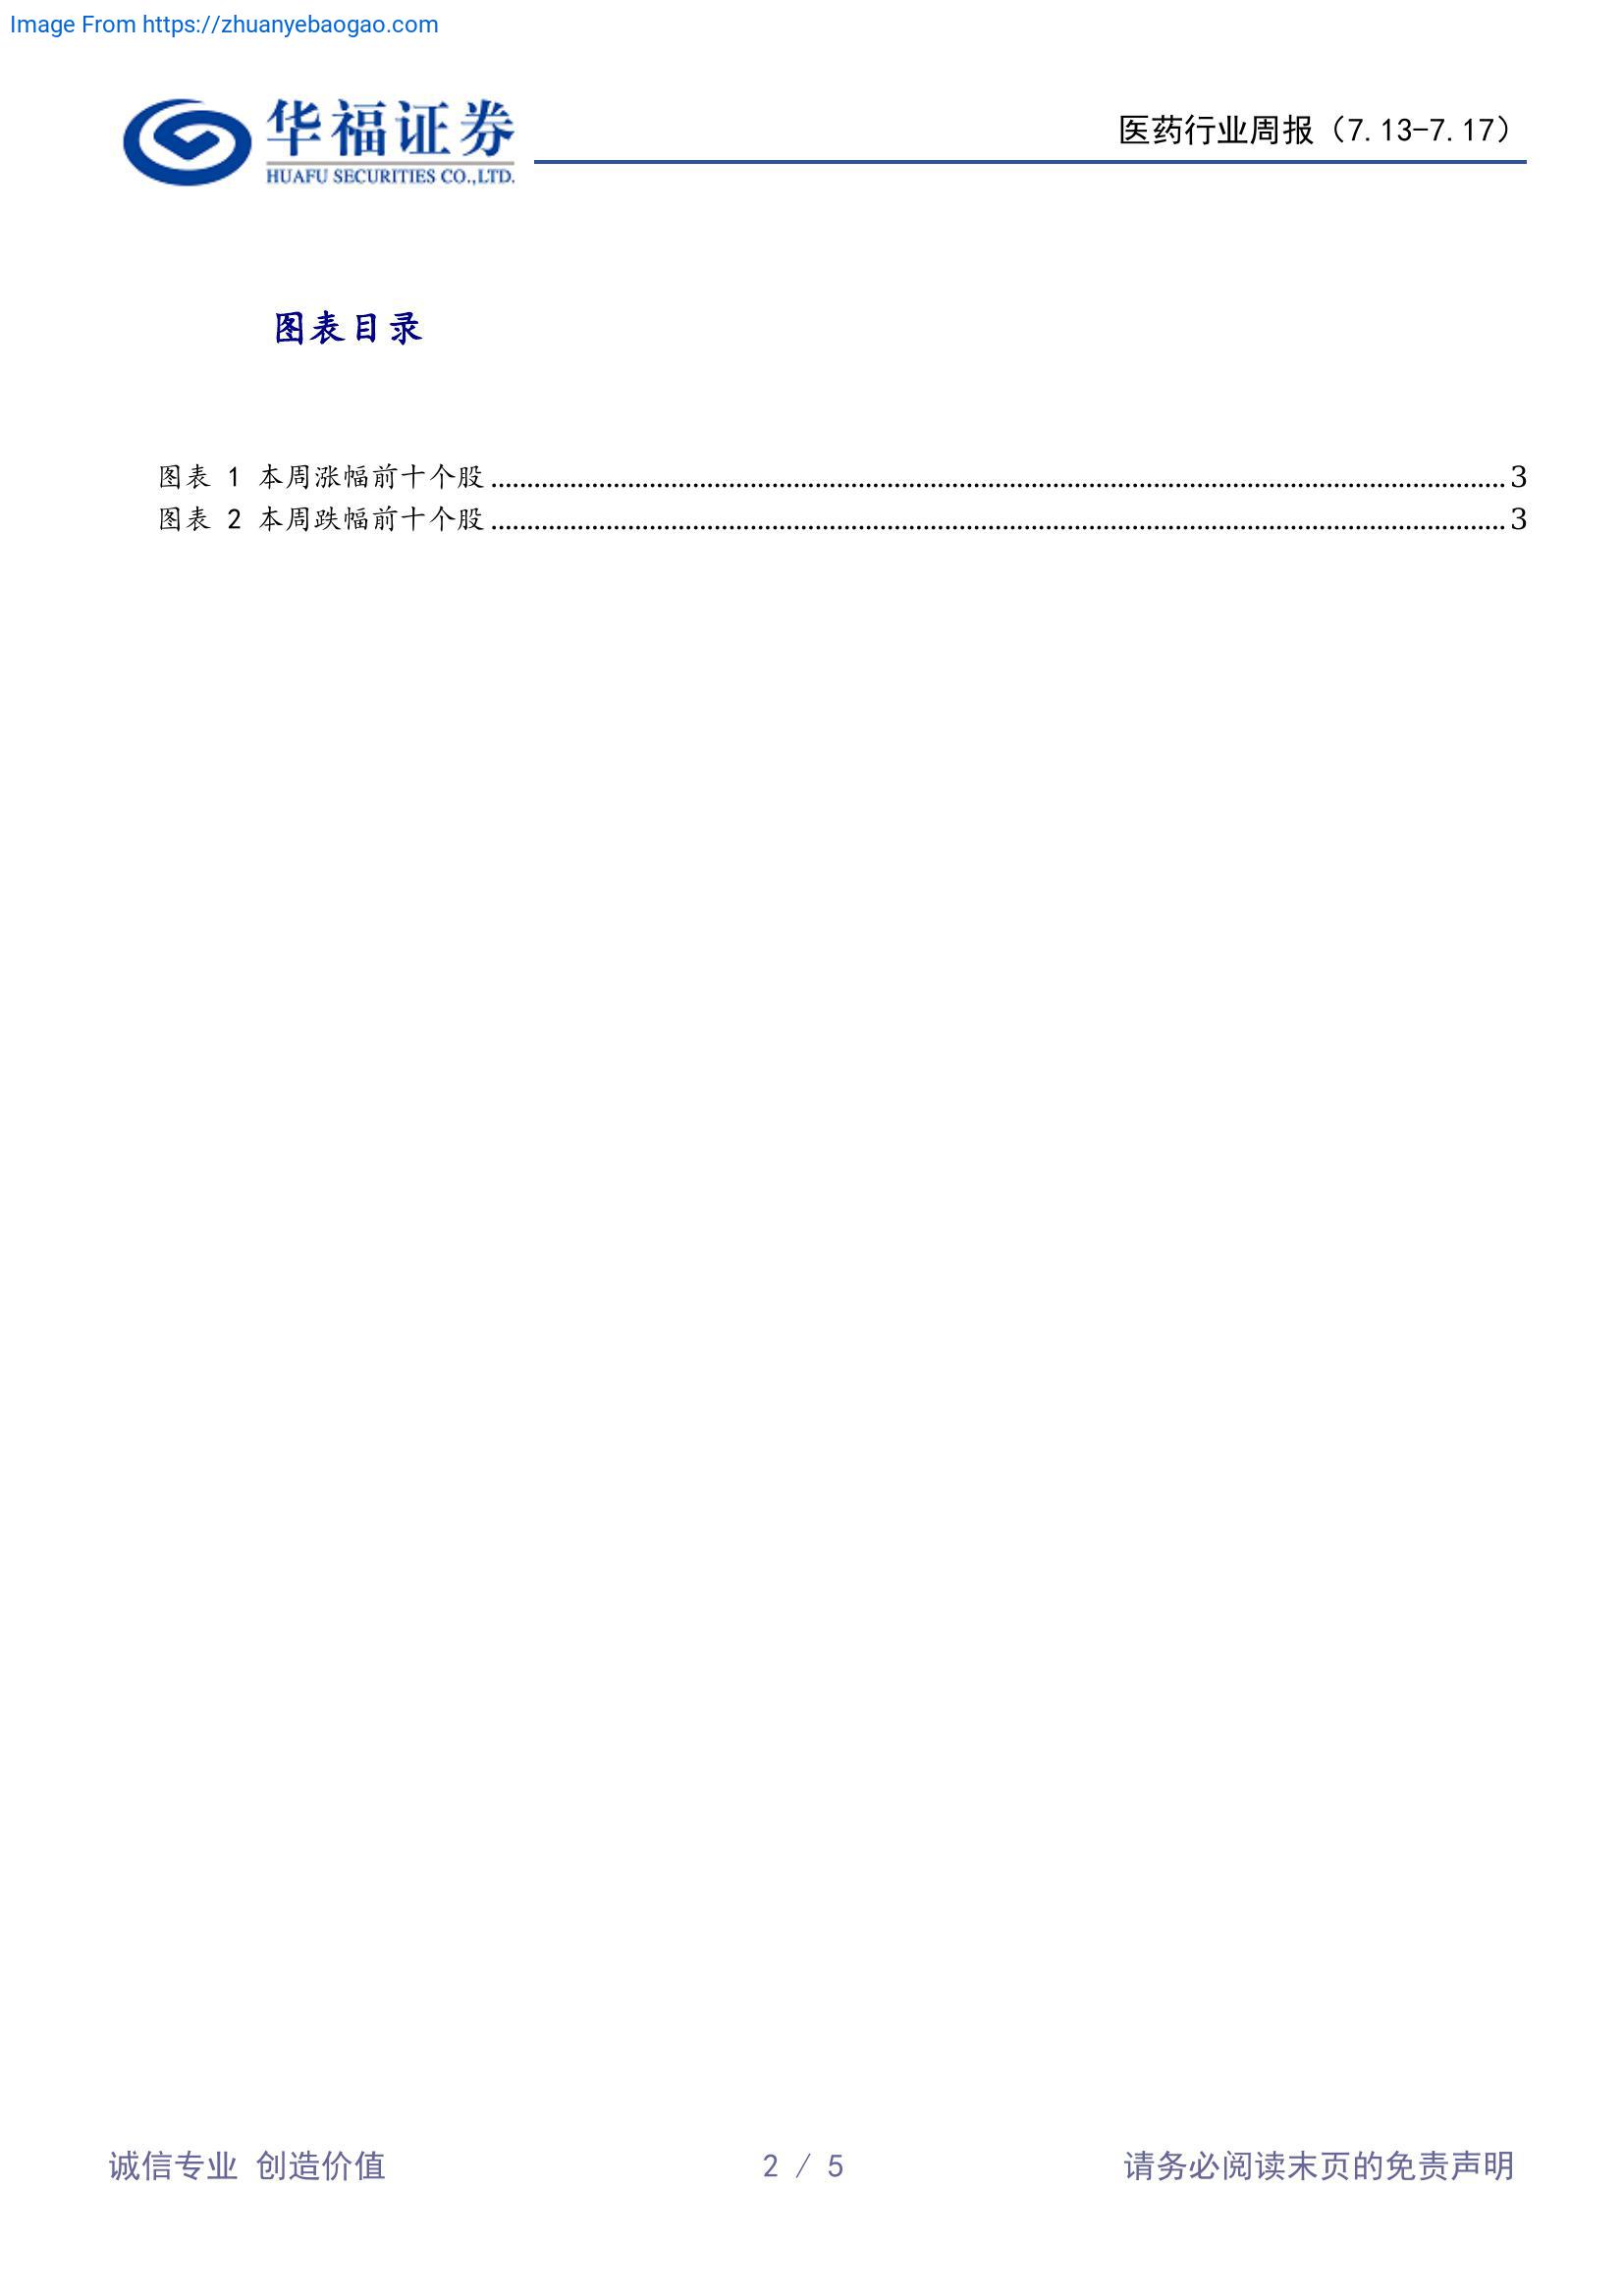 Image From https://zhuanyebaogao.com
华福证券
HUAFU SECURITIES CO.,LTD.
医药行业周报（7.13-7.17）
图表目录
图表 1 本周涨幅前十个股........................................................................3
图表 2 本周跌幅前十个股........................................................................3
诚信专业 创造价值
2 / 5
请务必阅读末页的免责声明